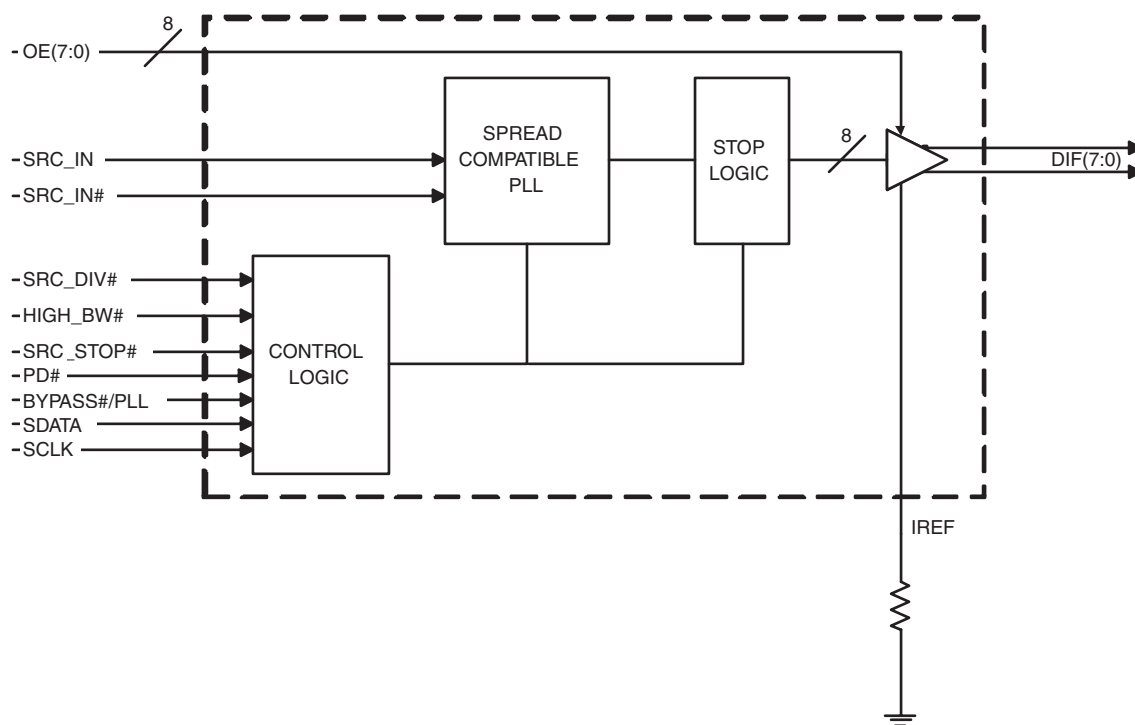 8
OE(7:0)
SPREAD
COMPATIBLE
PLL
STOP
LOGIC
8
DIF(7:0)
SRC_IN
SRC_IN#
SRC_DIV#
HIGH_BW#
SRC_STOP#
PD#
BYPASS#/PLL
SDATA
SCLK
CONTROL
LOGIC
IREF